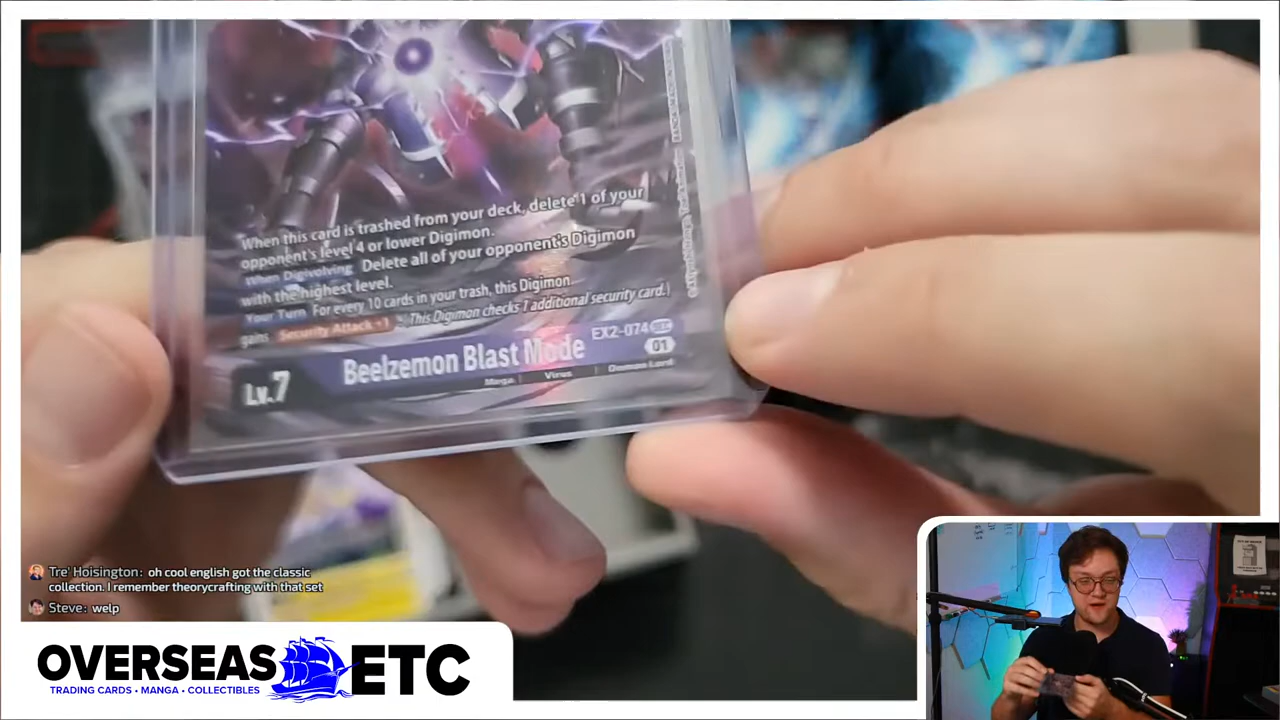 When this card is trashed from your deck, delete 1 of your
opponent's level 4 or lower Digimon.
When Digivolving Delete all of your opponent's Digimon
with the highest level.
Your Turn For every 10 cards in your trash, this Digimon
gains Security Attack +1 (This Digimon checks 1 additional security card.)
EX2-074
01
Lv.7 Beelzemon Blast Mode
Mega Virus Demon Lord
Tre' Hoisington: oh cool english got the classic
collection. I remember theorycrafting with that set
Steve: welp
OVERSEAS ETC
TRADING CARDS • MANGA • COLLECTIBLES